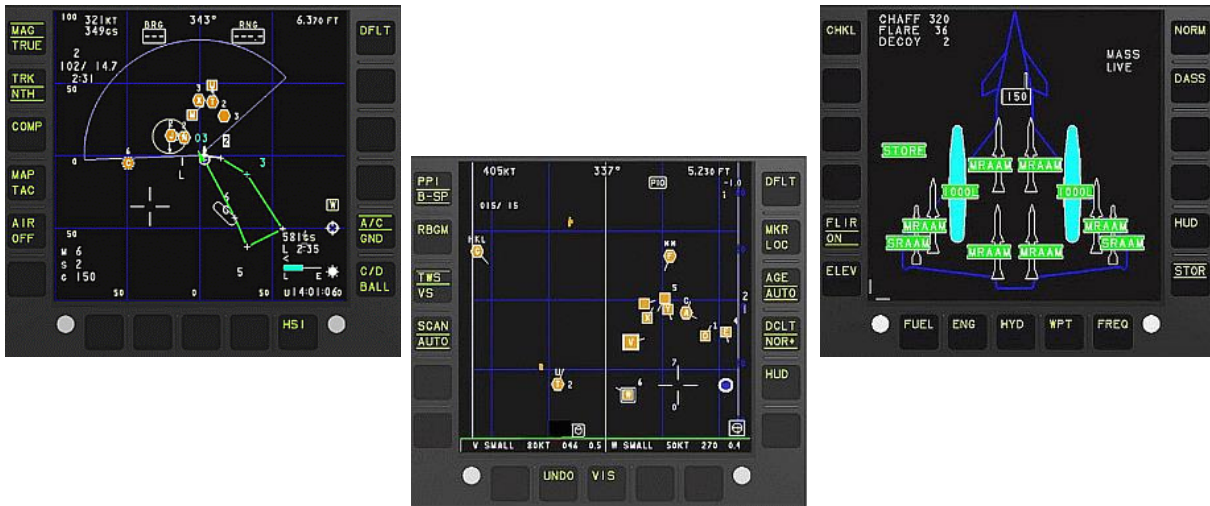 MAG
TRUE
TRK
NTH
COMP
MAP
TAC
AIR
OFF
100 321KT
349GS
343°
6,370 FT
BRG
RNG
2
102/ 14.7
2:31
50
0
50
03
3
L
5
581GS
L 2:35
<
L E
W
M 6
S 2
G 150
50 0 50
U14:01:06
DFLT
A/C
GND
C/D
BALL
HSI
PPI
B-SP
RBGM
TWS
VS
SCAN
AUTO
405KT 337° 5,230 FT
PIO
-1.0
015/ 15
HKL
2
7
0
V SMALL 80KT 046 0.5 W SMALL 50KT 270 0.4
DFLT
MKR
LOC
AGE
AUTO
DCLT
NOR+
HUD
UNDO VIS
CHKL
FLIR
ON
ELEV
CHAFF 320
FLARE 36
DECOY 2
MASS
LIVE
150
STORE
MRAAM MRAAM
1000L 1000L
MRAAM MRAAM
SRAAM SRAAM
MRAAM MRAAM
NORM
DASS
HUD
STOR
FUEL ENG HYD WPT FREQ